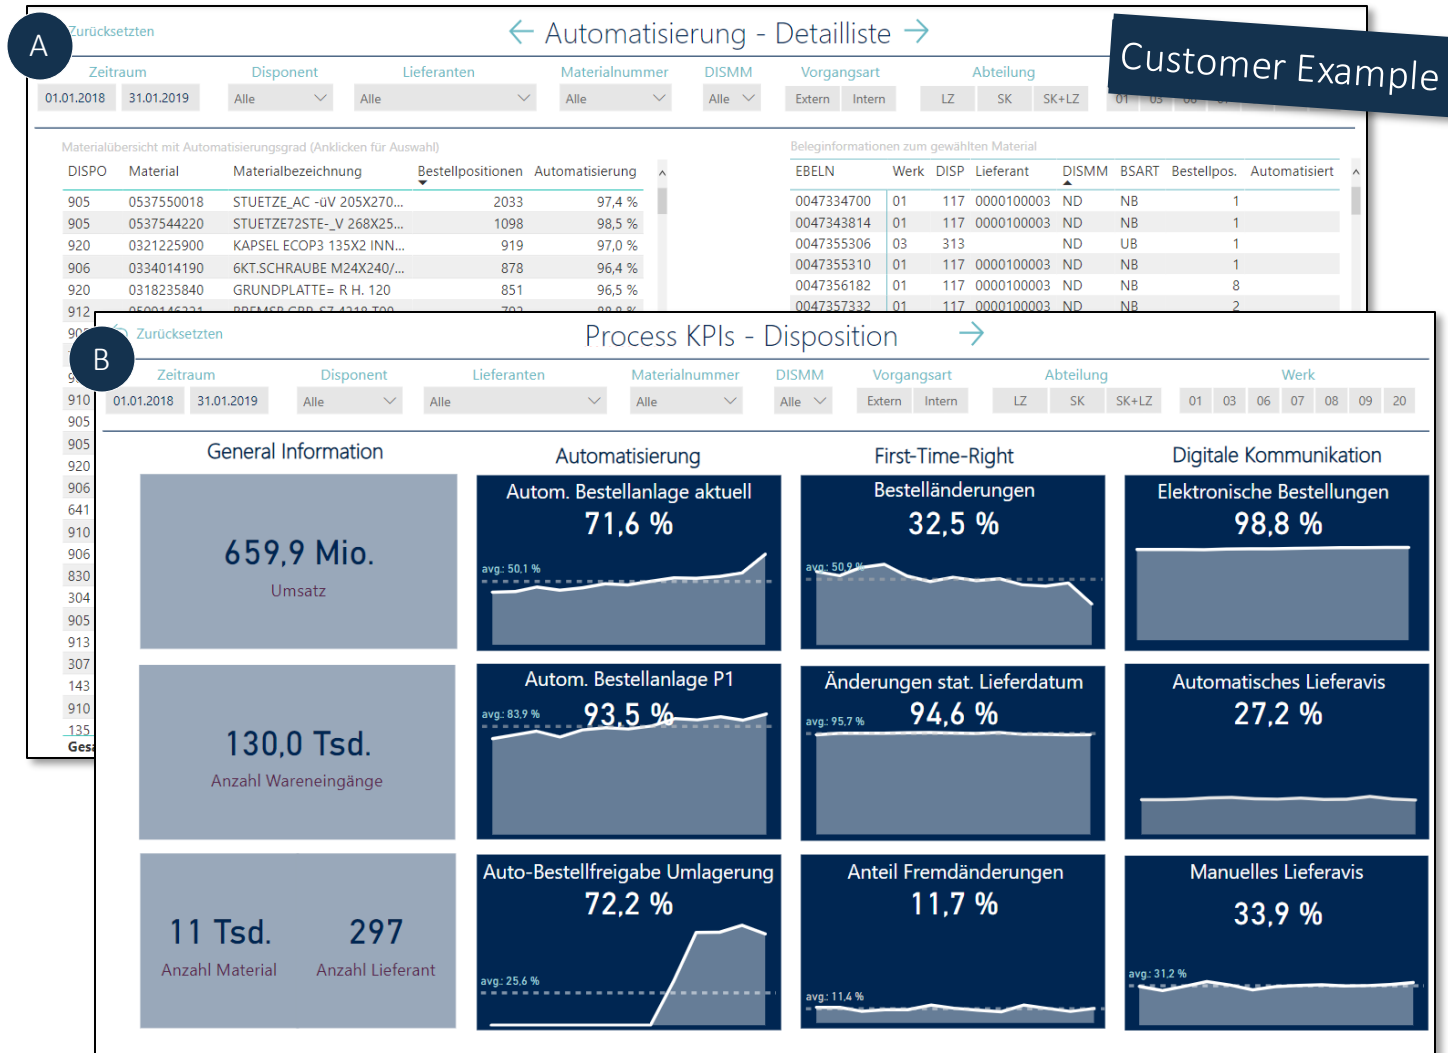 A
Zurücksetzten
Automatisierung - Detailliste
Customer Example
Zeitraum Disponent Lieferanten Materialnummer DISMM Vorgangsart Abteilung
01.01.2018 31.01.2019 Alle Alle Alle Alle Extern Intern LZ SK SK+LZ
Materialübersicht mit Automatisierungsgrad (Anklicken für Auswahl)
DISPO Material Materialbezeichnung Bestellpositionen Automatisierung
905 0537550018 STUETZE_AC -üV 205X270... 2033 97,4 %
905 0537544220 STUETZE72STE-_V 268X25... 1098 98,5 %
920 0321225900 KAPSEL ECOP3 135X2 INN... 919 97,0 %
906 0334014190 6KT.SCHRAUBE M24X240/... 878 96,4 %
920 0318235840 GRUNDPLATTE= R H. 120 851 96,5 %
912
910
905
905
920
906
641
910
906
830
304
905
913
307
143
910
135
Beleginformationen zum gewählten Material
EBELN Werk DISP Lieferant DISMM BSART Bestellpos. Automatisiert
0047334700 01 117 0000100003 ND NB 1
0047343814 01 117 0000100003 ND NB 1
0047355306 03 313 ND UB 1
0047355310 01 117 0000100003 ND NB 1
0047356182 01 117 0000100003 ND NB 8
0047357332 01 117 0000100003 ND NB 2
B
Zurücksetzten
Process KPIs - Disposition
Zeitraum Disponent Lieferanten Materialnummer DISMM Vorgangsart Abteilung Werk
01.01.2018 31.01.2019 Alle Alle Alle Alle Extern Intern LZ SK SK+LZ 01 03 06 07 08 09 20
General Information
659,9 Mio.
Umsatz
130,0 Tsd.
Anzahl Wareneingänge
11 Tsd. 297
Anzahl Material Anzahl Lieferant
Automatisierung
Autom. Bestellanlage aktuell
71,6 %
avg.: 50,1 %
Autom. Bestellanlage P1
93,5 %
avg.: 83,9 %
Auto-Bestellfreigabe Umlagerung
72,2 %
avg.: 25,6 %
First-Time-Right
Bestelländerungen
32,5 %
avg.: 50,9 %
Änderungen stat. Lieferdatum
94,6 %
avg.: 95,7 %
Anteil Fremdänderungen
11,7 %
avg.: 11,4 %
Digitale Kommunikation
Elektronische Bestellungen
98,8 %
Automatisches Lieferavis
27,2 %
Manuelles Lieferavis
33,9 %
avg.: 31,2 %